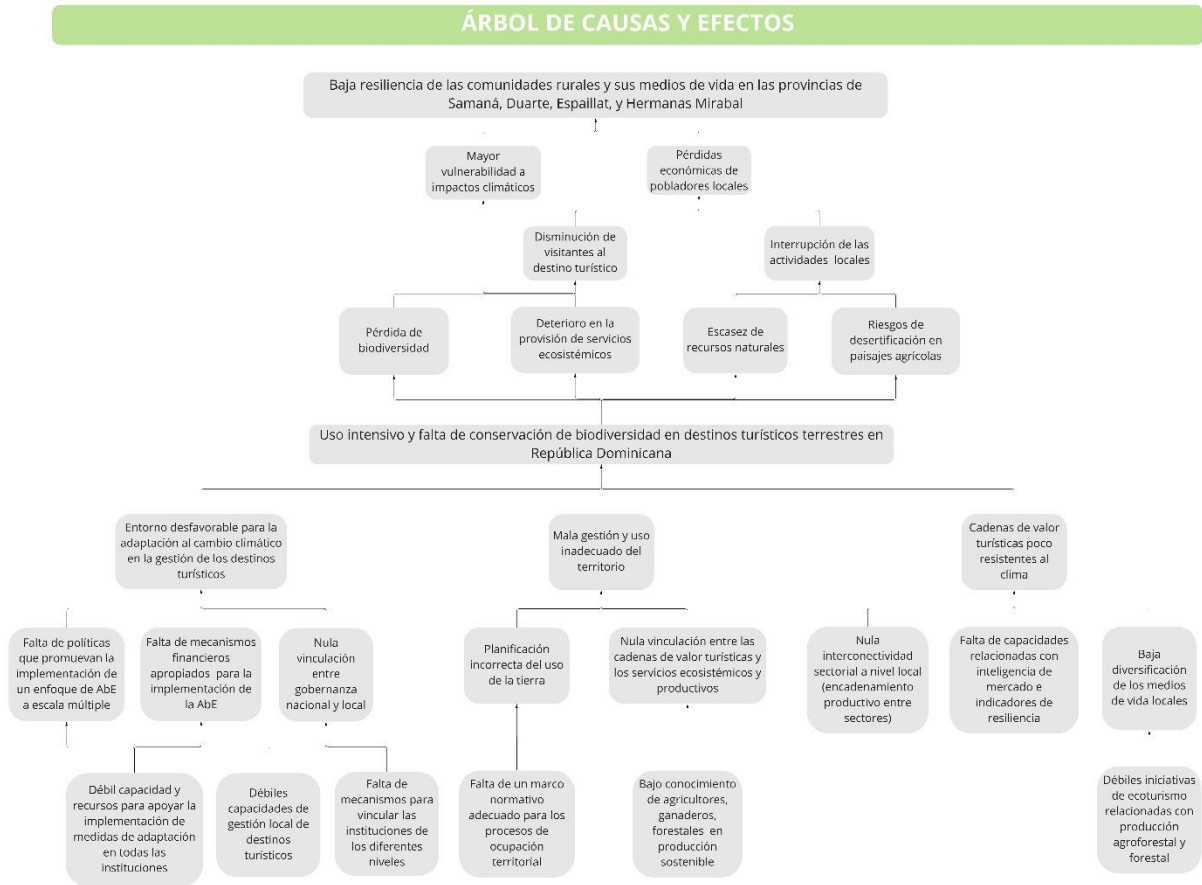 ÁRBOL DE CAUSAS Y EFECTOS
Baja resiliencia de las comunidades rurales y sus medios de vida en las provincias de
Samaná, Duarte, Espaillat, y Hermanas Mirabal
Mayor
vulnerabilidad a
impactos climáticos
Pérdidas
económicas de
pobladores locales
Disminución de
visitantes al
destino turístico
Interrupción de las
actividades locales
Pérdida de
biodiversidad
Deterioro en la
provisión de servicios
ecosistémicos
Escasez de
recursos naturales
Riesgos de
desertificación en
paisajes agrícolas
Uso intensivo y falta de conservación de biodiversidad en destinos turísticos terrestres en
República Dominicana
Entorno desfavorable para la
adaptación al cambio climático
en la gestión de los destinos
turísticos
Mala gestión y uso
inadecuado del
territorio
Cadenas de valor
turísticas poco
resistentes al
clima
Falta de políticas
que promuevan la
implementación de
un enfoque de AbE
a escala múltiple
Falta de mecanismos
financieros
apropiados para la
implementación de
la AbE
Nula
vinculación
entre
gobernanza
nacional y local
Planificación
incorrecta del uso
de la tierra
Nula vinculación entre las
cadenas de valor turísticas y
los servicios ecosistémicos y
productivos
Nula
interconectividad
sectorial a nivel local
(encadenamiento
productivo entre
sectores)
Falta de capacidades
relacionadas con
inteligencia de
mercado e
indicadores de
resiliencia
Baja
diversificación
de los medios
de vida locales
Débil capacidad y
recursos para apoyar la
implementación de
medidas de adaptación
en todas las
instituciones
Débiles
capacidades de
gestión local de
destinos
turísticos
Falta de
mecanismos para
vincular las
instituciones de
los diferentes
niveles
Falta de un marco
normativo
adecuado para los
procesos de
ocupación
territorial
Bajo conocimiento
de agricultores,
ganaderos,
forestales en
producción
sostenible
Débiles iniciativas
de ecoturismo
relacionadas con
producción
agroforestal y
forestal